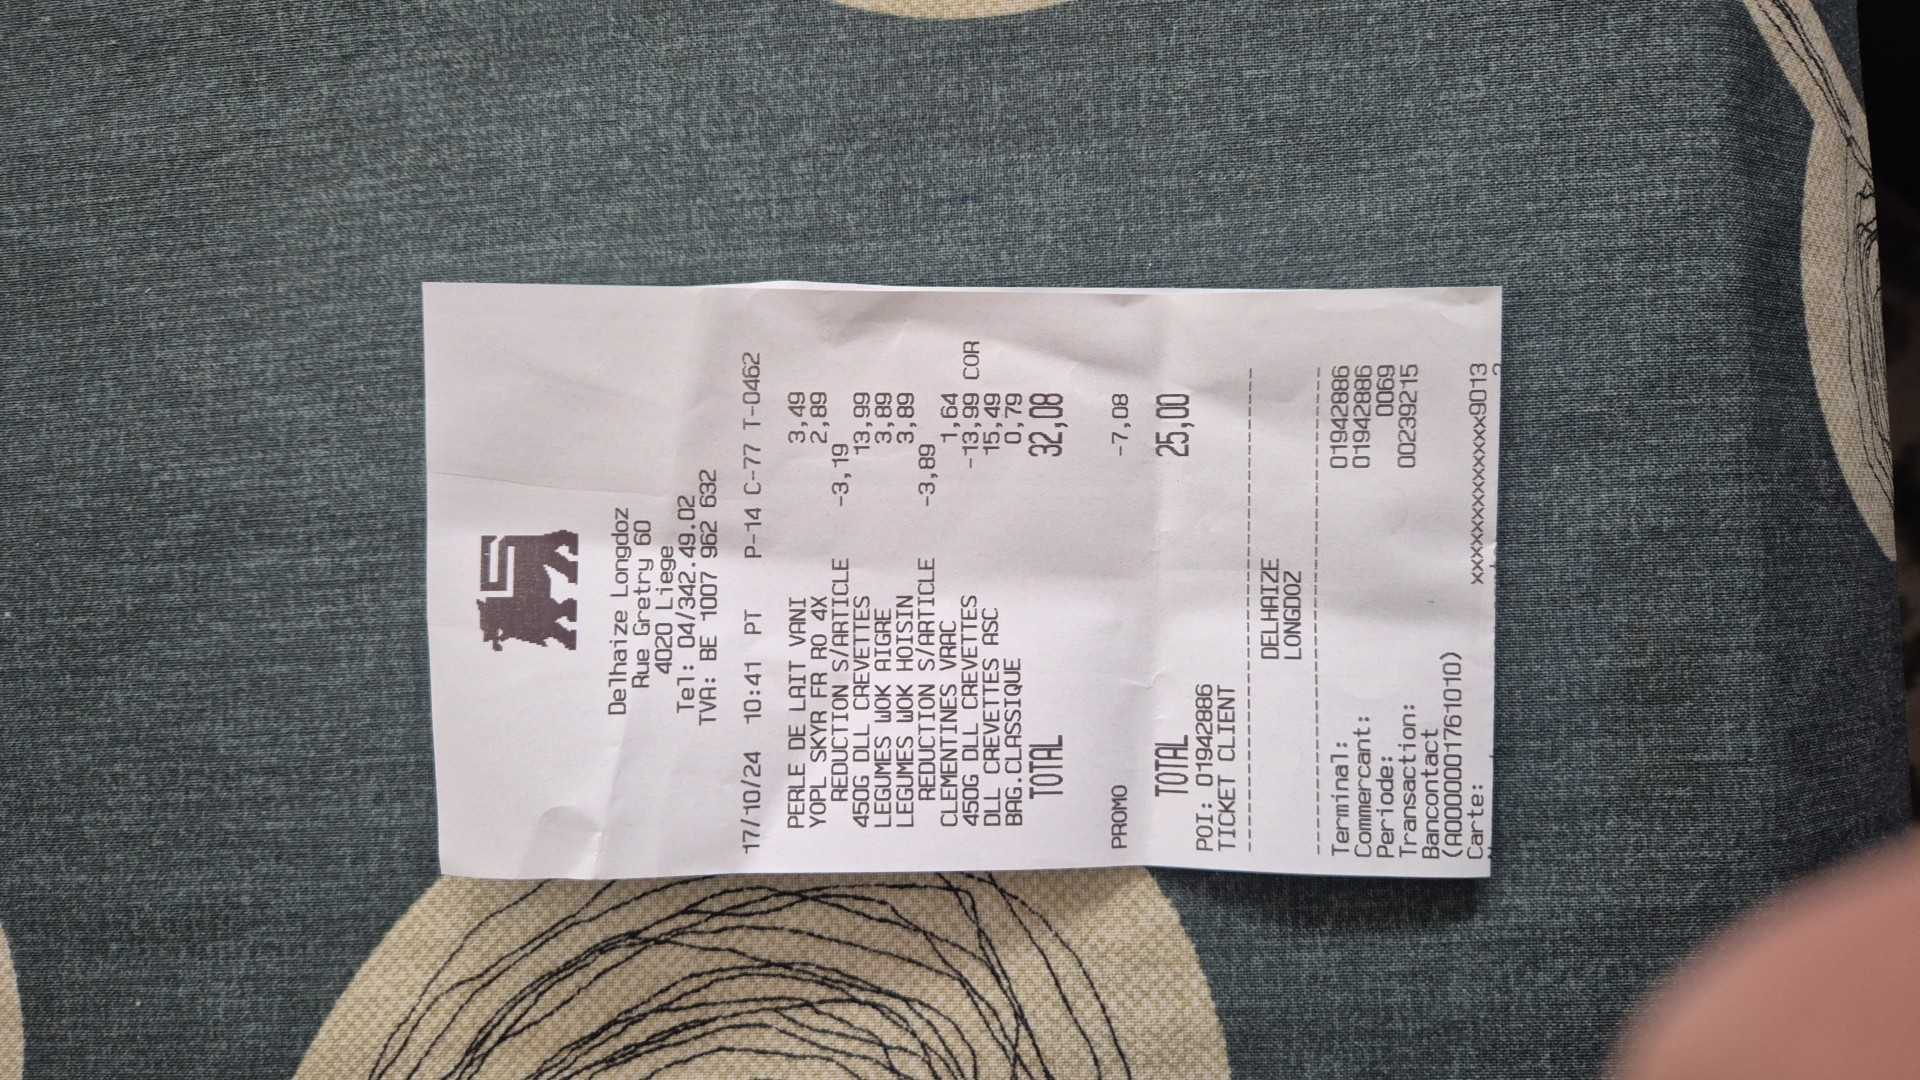 Delhaize Longdoz
Rue Gretry 60
4020 Liege
Tel: 04/342.49.02
TVA: BE 1007 962 632
17/10/24 10:41 PT P-14 C-77 T-0462
PERLE DE LAIT VANI 3,49
YOPL SKYR FR RO 4X 2,89
REDUCTION S/ARTICLE -3,19
450G DLL CREVETTES 13,99
LEGUMES WOK AIGRE 3,89
LEGUMES WOK HOISIN 3,89
REDUCTION S/ARTICLE -3,89
CLEMENTINES VRAC 1,64
450G DLL CREVETTES -13,99 COR
DLL CREVETTES ASC 15,49
BAG.CLASSIQUE 0,79
TOTAL 32,08
PROMO -7,08
TOTAL 25,00
POI: 01942886
TICKET CLIENT
DELHAIZE
LONGDOZ
Terminal: 01942886
Commercant: 01942886
Periode: 0069
Transaction: 00239215
Bancontact
(A0000001761010)
Carte: xxxxxxxxxxxxx9013